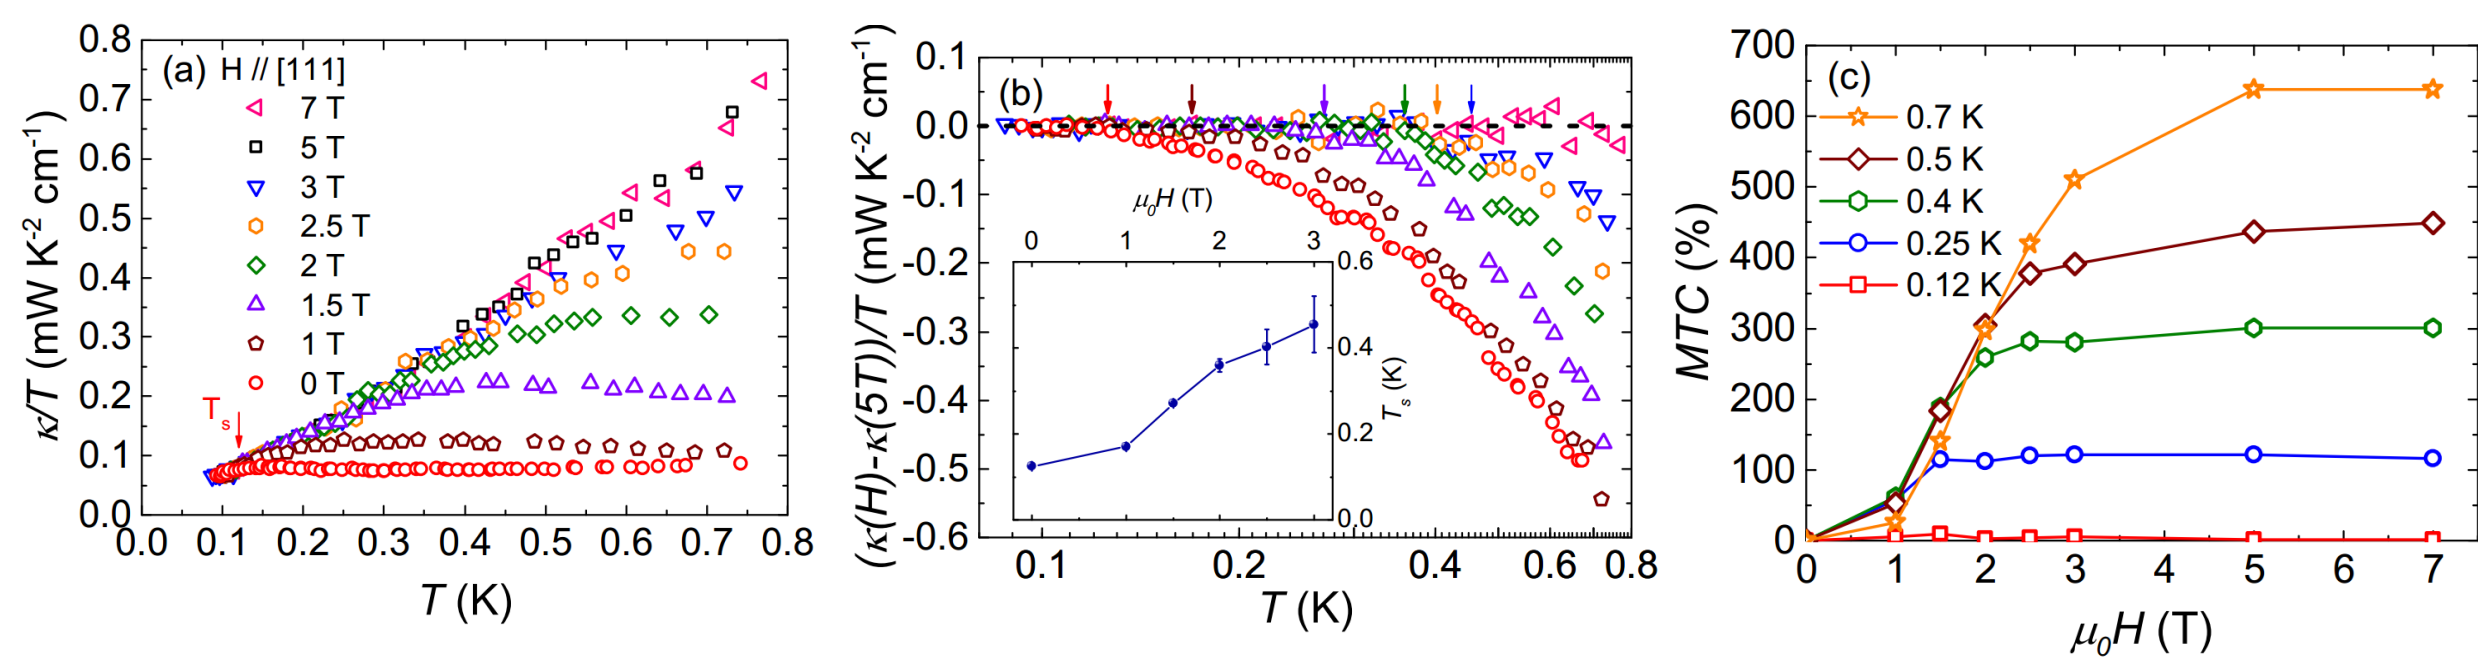 (a) H // [111]
7 T
5 T
3 T
2.5 T
2 T
1.5 T
1 T
0 T
Ts
κ/T (mW K-2 cm-1)
0.8
0.7
0.6
0.5
0.4
0.3
0.2
0.1
0.0
0.0 0.1 0.2 0.3 0.4 0.5 0.6 0.7 0.8
T (K)
(b)
(κ(H)-κ(5T))/T (mW K-2 cm-1)
0.1
0.0
-0.1
-0.2
-0.3
-0.4
-0.5
-0.6
0.1 0.2 0.4 0.6 0.8
T (K)
μ0H (T)
0 1 2 3
0.6
0.4
0.2
0.0
Ts (K)
(c)
0.7 K
0.5 K
0.4 K
0.25 K
0.12 K
MTC (%)
700
600
500
400
300
200
100
0
0 1 2 3 4 5 6 7
μ0H (T)